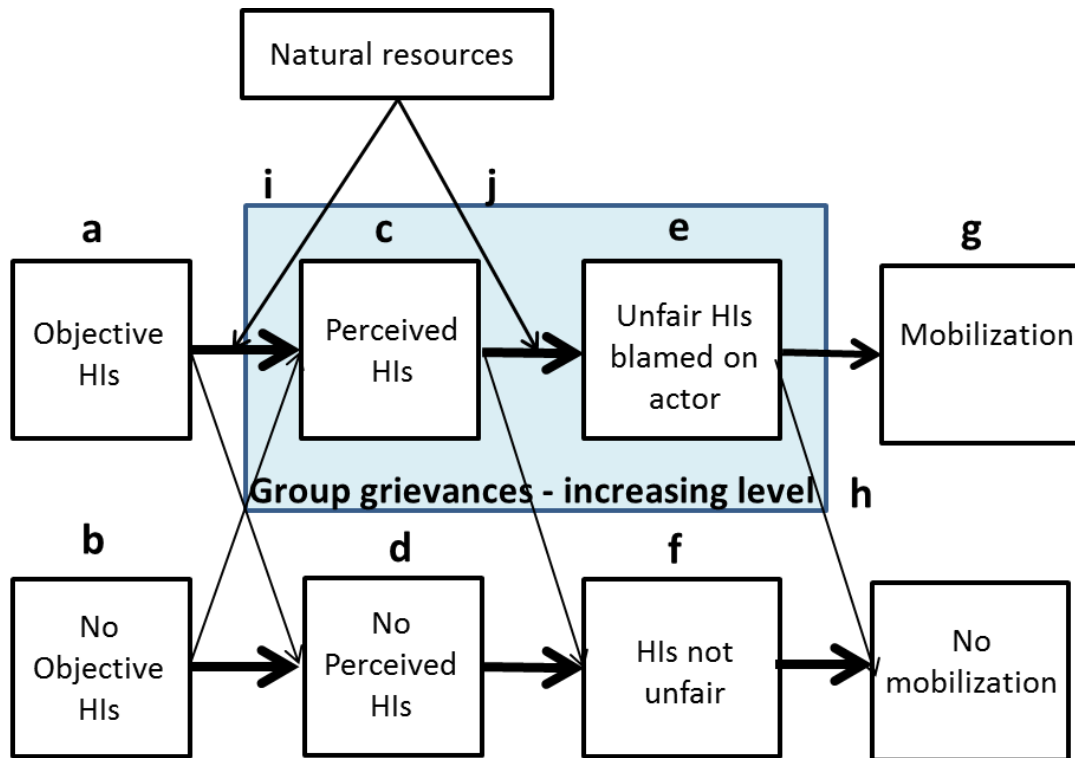 Natural resources
i
j
a
c
e
g
Objective
HIs
Perceived
HIs
Unfair HIs
blamed on
actor
Mobilization
Group grievances - increasing level
h
b
d
f
No
Objective
HIs
No
Perceived
HIs
HIs not
unfair
No
mobilization